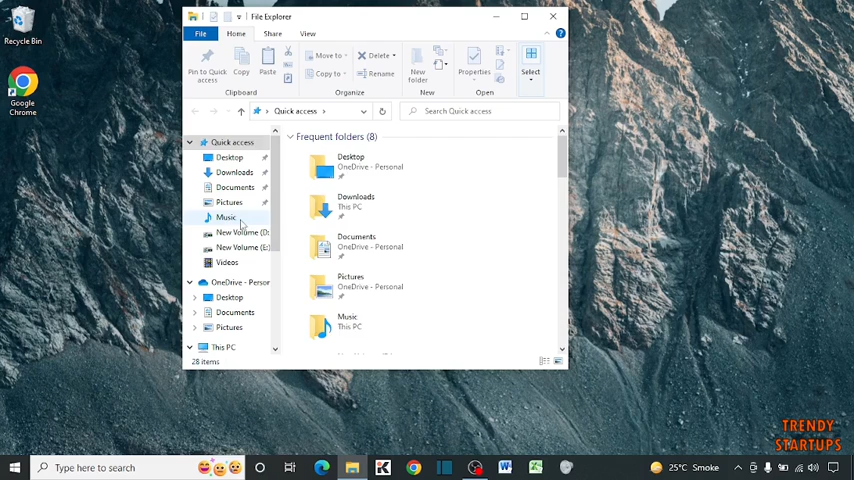 Recycle Bin
Google
Chrome
File Explorer
File
Home
Share
View
Pin to Quick
access
Copy
Paste
Clipboard
Move to
Copy to
Delete
Rename
Organize
New
folder
New
Properties
Open
Select
Quick access
Search Quick access
Quick access
Desktop
Downloads
Documents
Pictures
Music
New Volume (D:
New Volume (E:
Videos
OneDrive - Person
Desktop
Documents
Pictures
This PC
Frequent folders (8)
Desktop
OneDrive - Personal
Downloads
This PC
Documents
OneDrive - Personal
Pictures
OneDrive - Personal
Music
This PC
28 items
TRENDY
STARTUPS
Type here to search
25°C Smoke